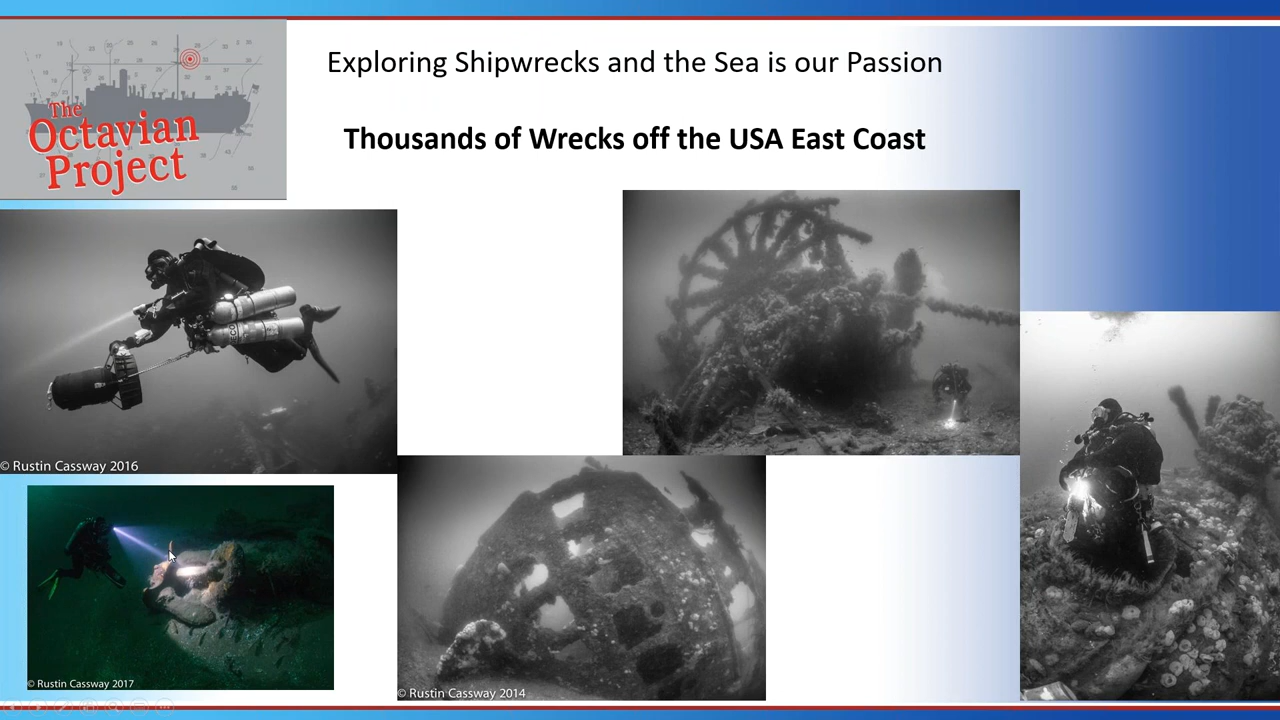 The
Octavian
Project
Exploring Shipwrecks and the Sea is our Passion
Thousands of Wrecks off the USA East Coast
© Rustin Cassway 2016
© Rustin Cassway 2017
© Rustin Cassway 2014